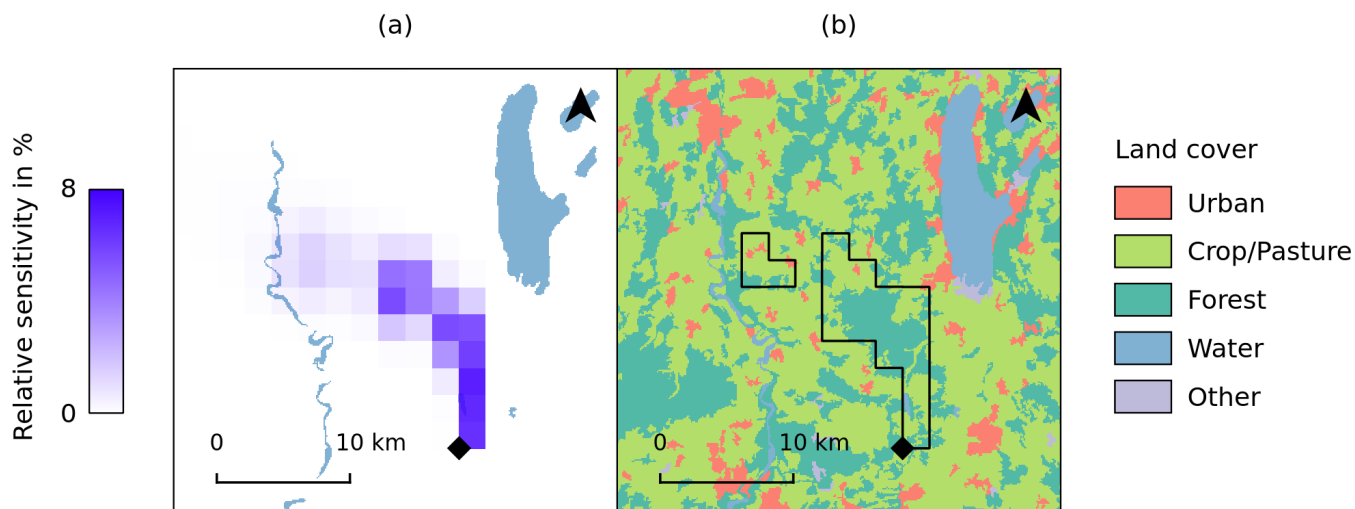 (a)
(b)
Relative sensitivity in %
8
0
0 10 km
0 10 km
Land cover
Urban
Crop/Pasture
Forest
Water
Other